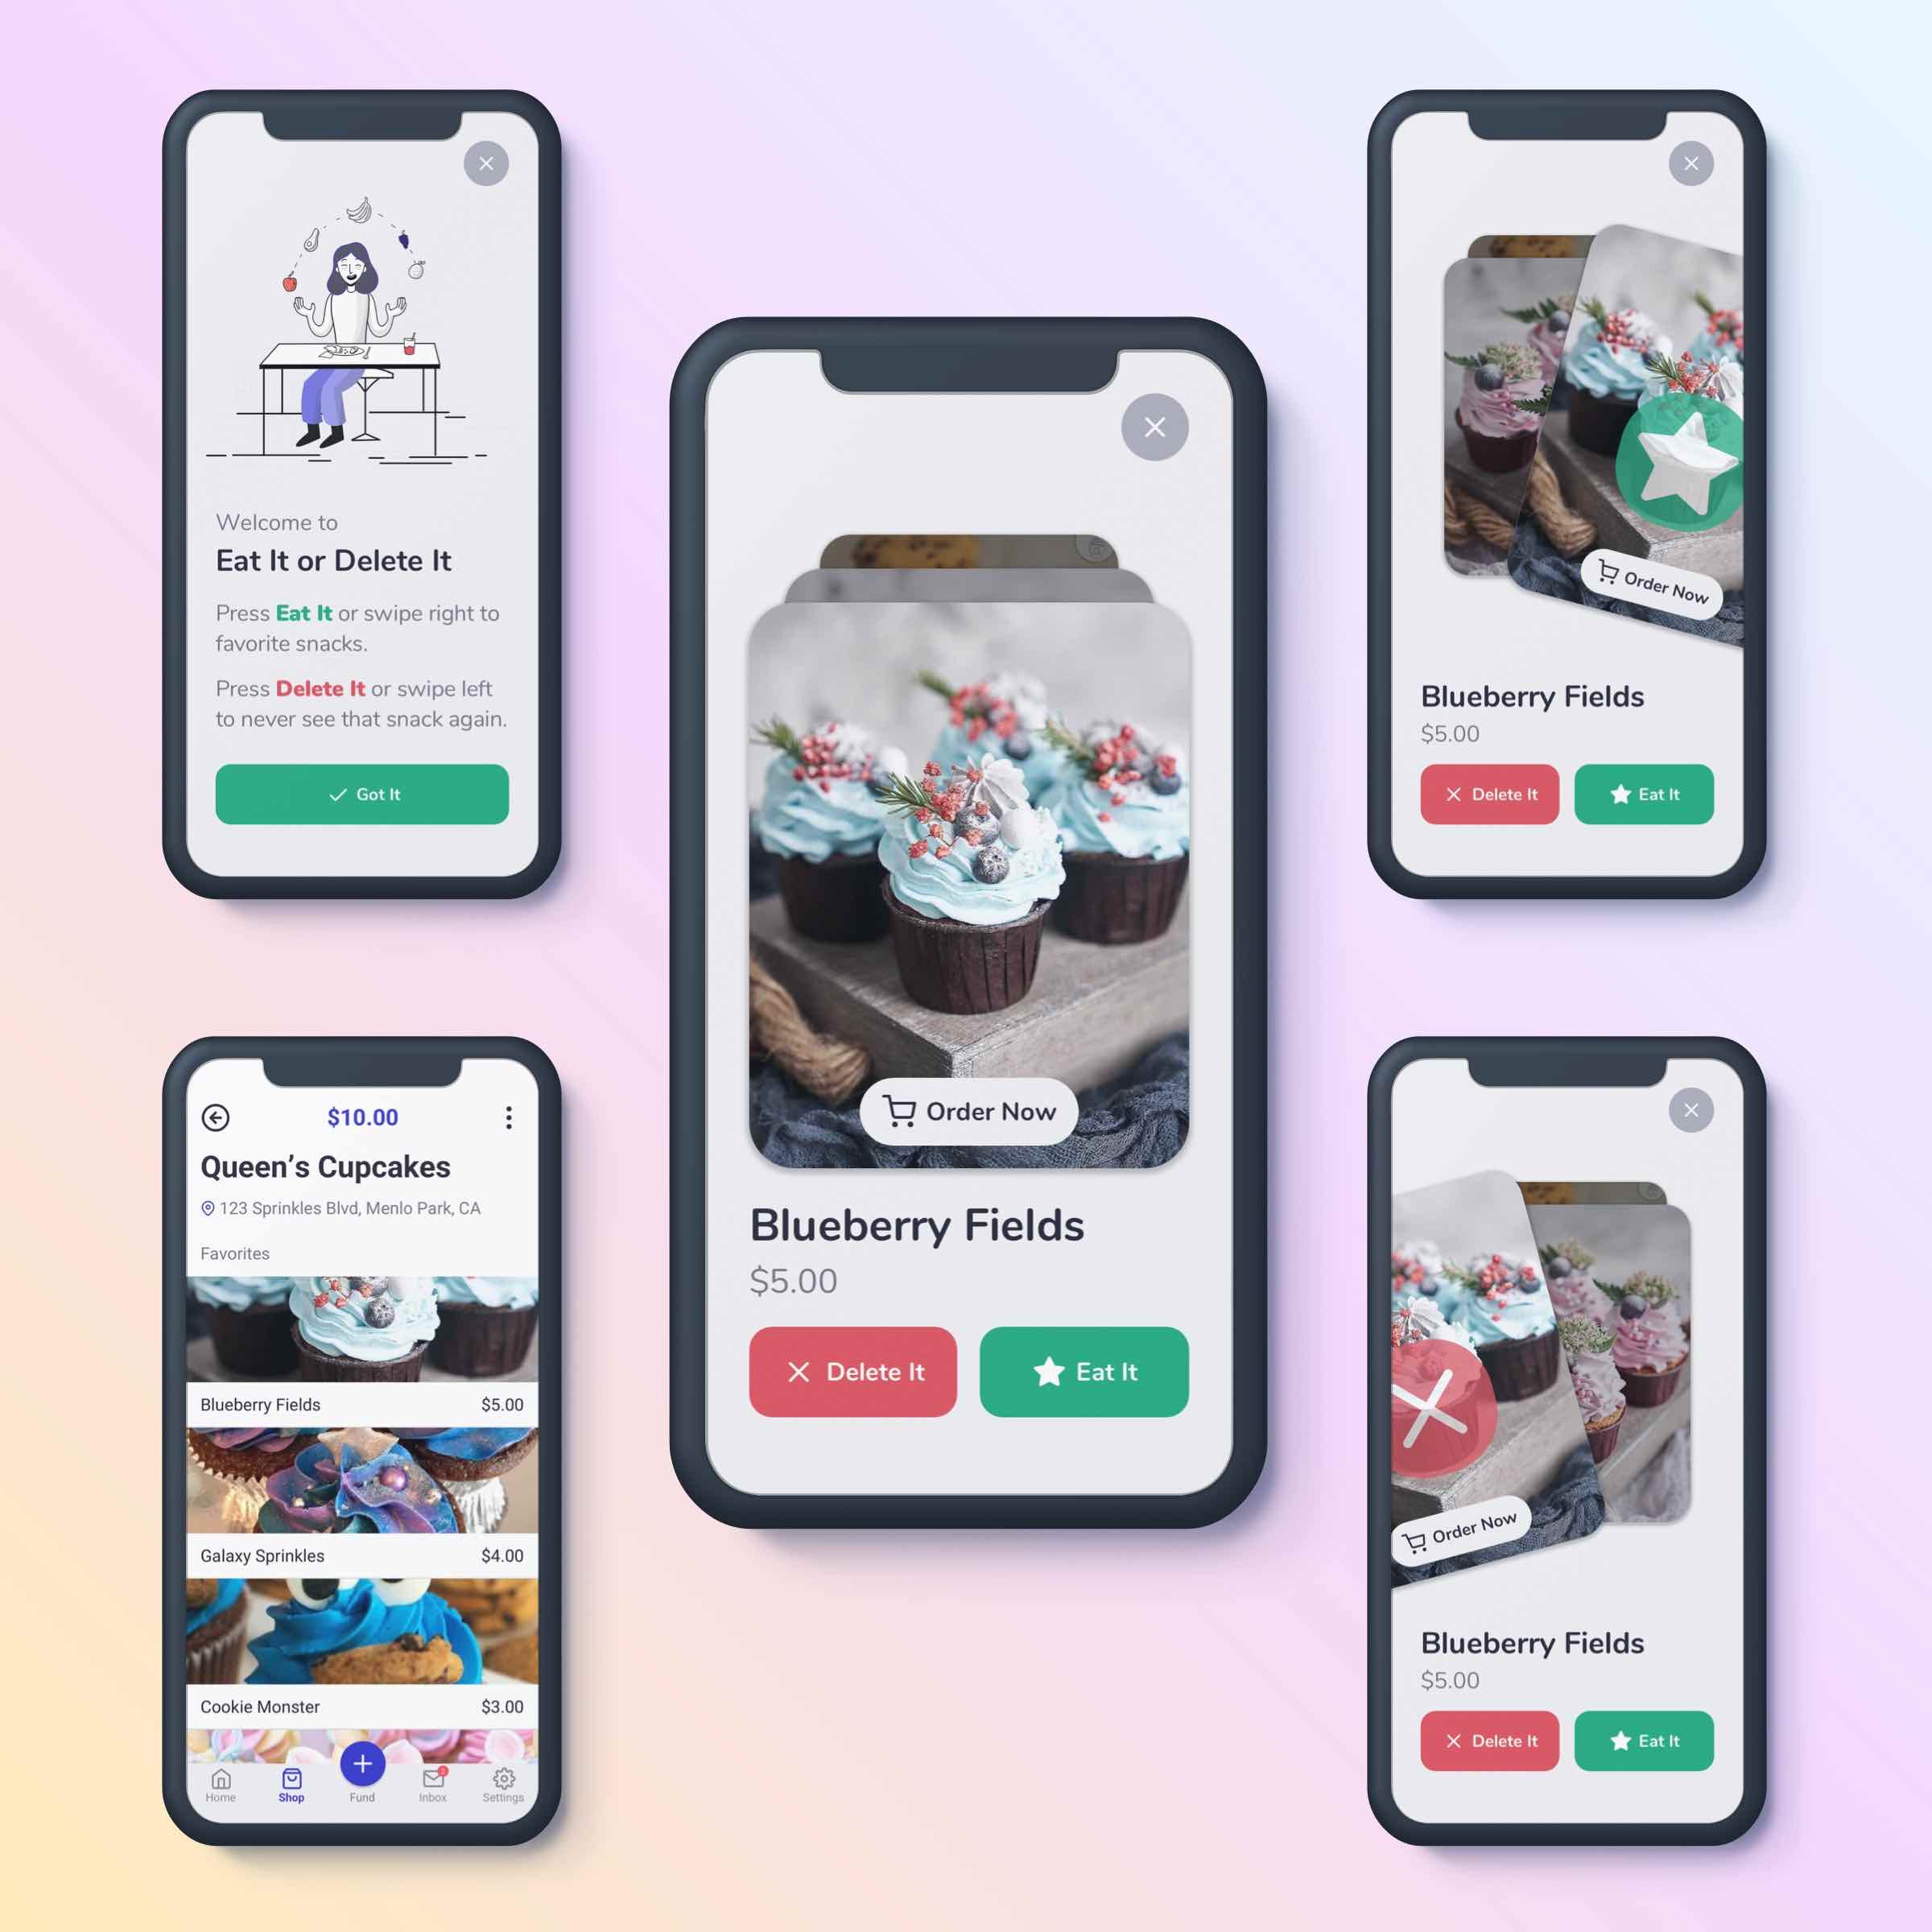 Welcome to
Eat It or Delete It
Press Eat It or swipe right to
favorite snacks.
Press Delete It or swipe left
to never see that snack again.
Got It
$10.00
Queen’s Cupcakes
123 Sprinkles Blvd, Menlo Park, CA
Favorites
Blueberry Fields $5.00
Galaxy Sprinkles $4.00
Cookie Monster $3.00
Home Shop Fund Inbox Settings
Order Now
Blueberry Fields
$5.00
Delete It Eat It
Order Now
Blueberry Fields
$5.00
Delete It Eat It
Order Now
Blueberry Fields
$5.00
Delete It Eat It